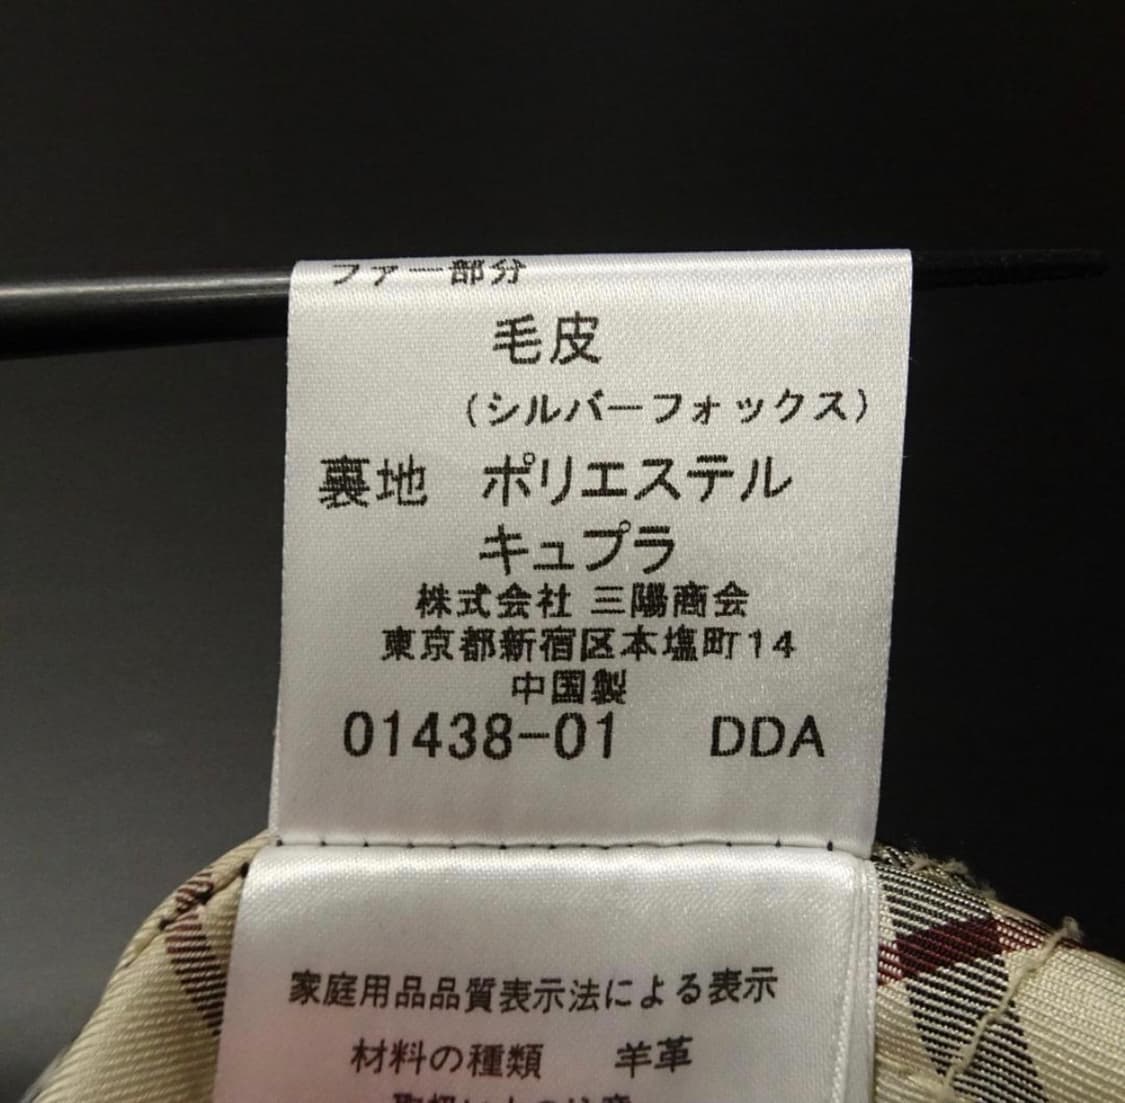 ファー部分
毛皮
(シルバーフォックス)
裏地 ポリエステル
キュプラ
株式会社 三陽商会
東京都新宿区本塩町14
中国製
01438-01 DDA
家庭用品品質表示法による表示
材料の種類 羊革